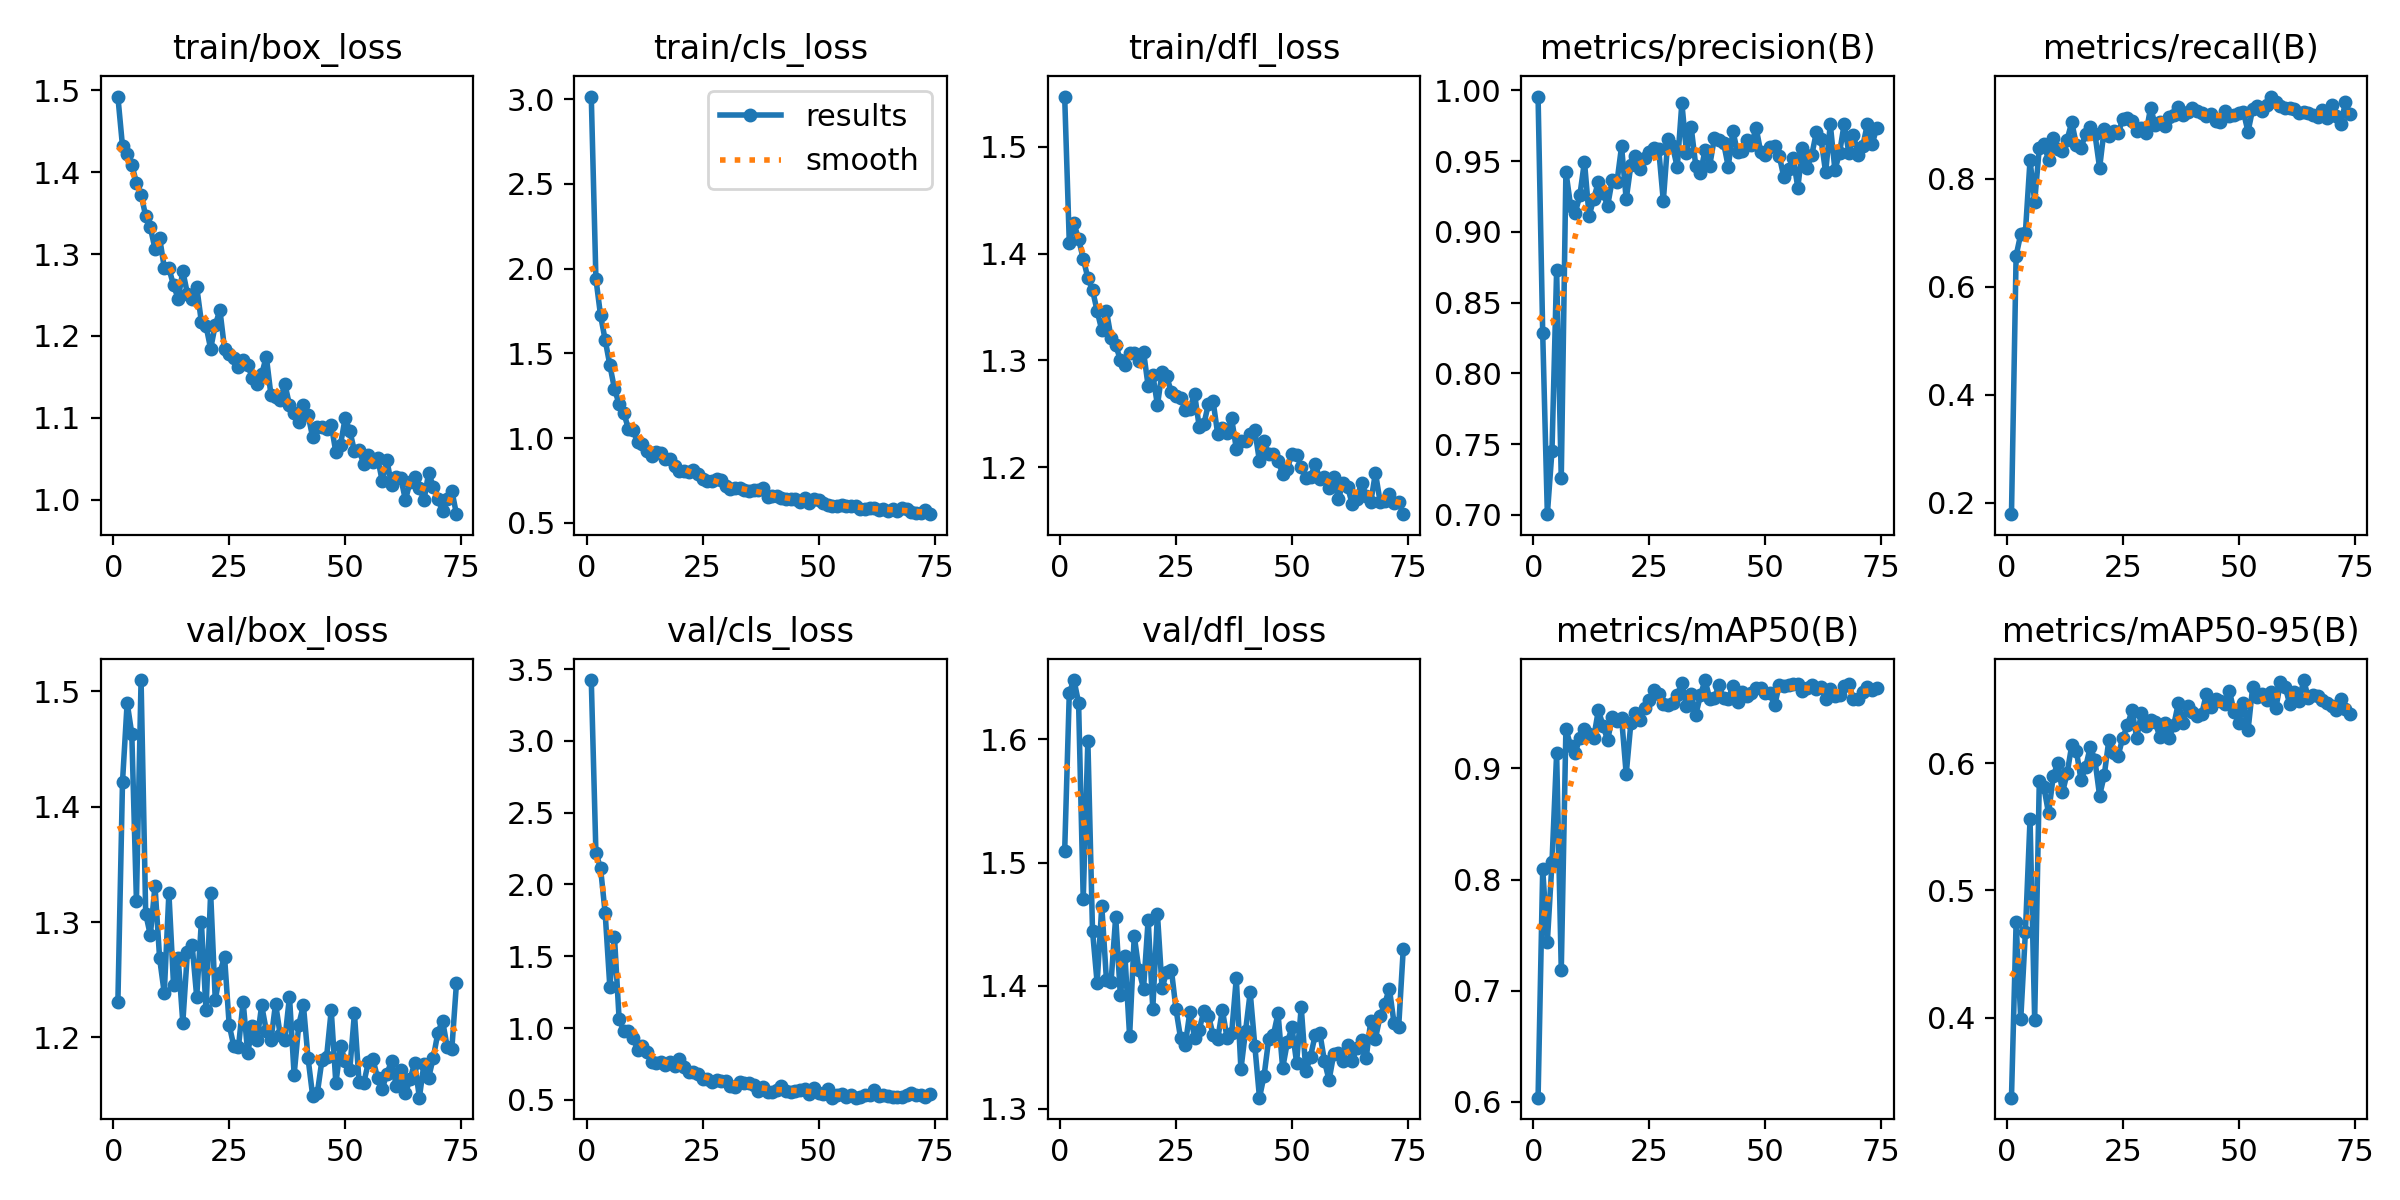 train/box_loss
1.5
1.4
1.3
1.2
1.1
1.0
0 25 50 75
train/cls_loss
3.0
2.5
2.0
1.5
1.0
0.5
results
smooth
0 25 50 75
train/dfl_loss
1.5
1.4
1.3
1.2
0 25 50 75
metrics/precision(B)
1.00
0.95
0.90
0.85
0.80
0.75
0.70
0 25 50 75
metrics/recall(B)
0.8
0.6
0.4
0.2
0 25 50 75
val/box_loss
1.5
1.4
1.3
1.2
0 25 50 75
val/cls_loss
3.5
3.0
2.5
2.0
1.5
1.0
0.5
0 25 50 75
val/dfl_loss
1.6
1.5
1.4
1.3
0 25 50 75
metrics/mAP50(B)
0.9
0.8
0.7
0.6
0 25 50 75
metrics/mAP50-95(B)
0.6
0.5
0.4
0 25 50 75